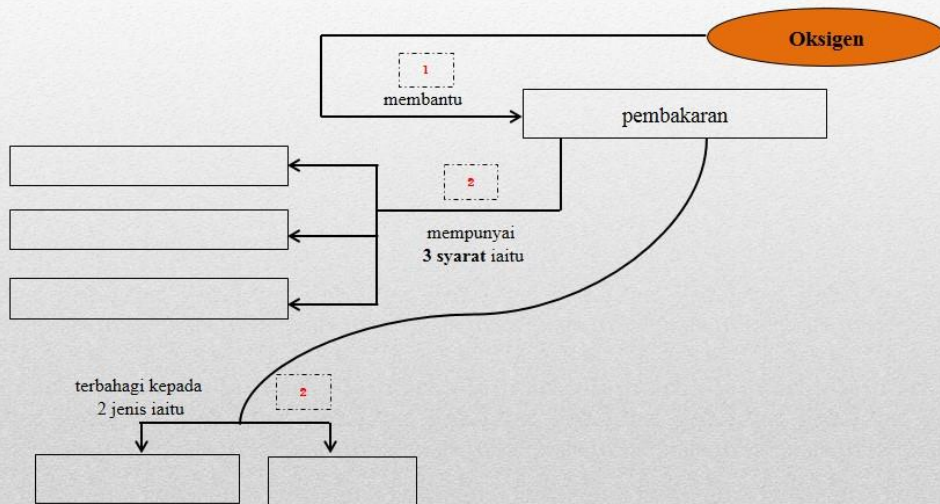 Oksigen
1
membantu
pembakaran
2
mempunyai
3 syarat iaitu
terbahagi kepada
2 jenis iaitu
2